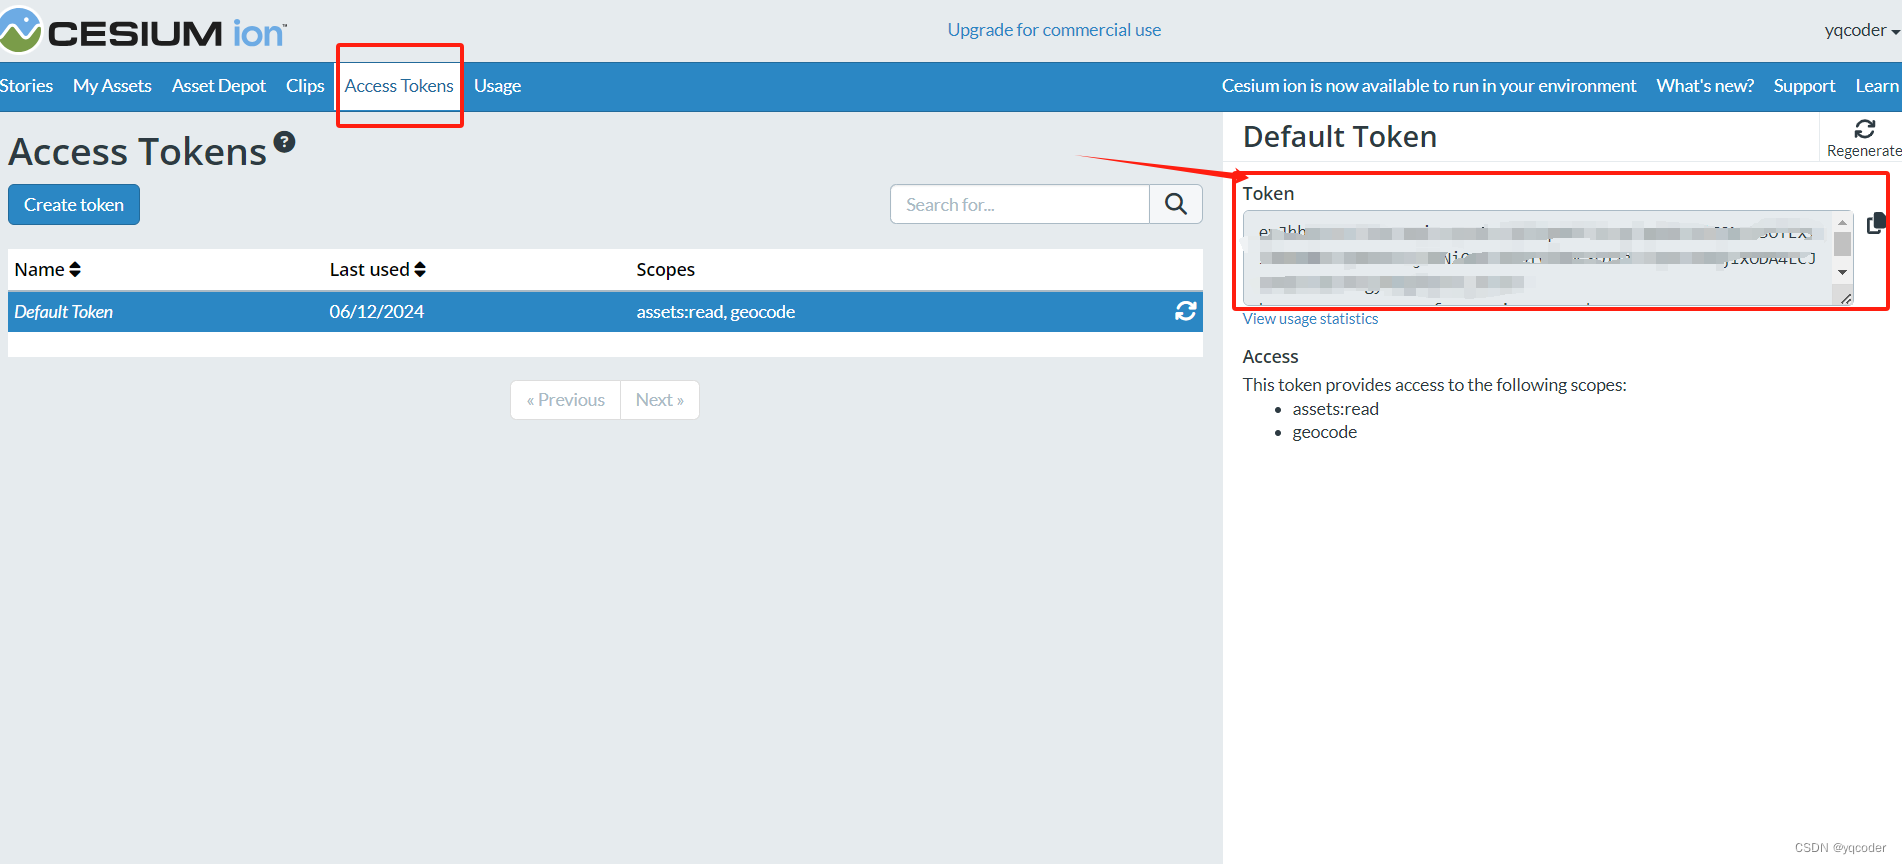 CESIUM ion™
Upgrade for commercial use
yqcoder
Stories My Assets Asset Depot Clips Access Tokens Usage
Cesium ion is now available to run in your environment What's new? Support Learn
Access Tokens ?
Create token
Search for...
Name Last used Scopes
Default Token 06/12/2024 assets:read, geocode
« Previous Next »
Default Token
Regenerate
Token
View usage statistics
Access
This token provides access to the following scopes:
• assets:read
• geocode
CSDN @yqcoder